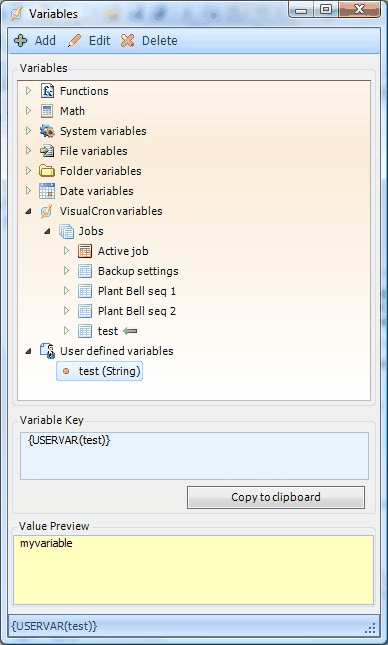 Variables
Add Edit Delete
Variables
Functions
Math
System variables
File variables
Folder variables
Date variables
VisualCron variables
Jobs
Active job
Backup settings
Plant Bell seq 1
Plant Bell seq 2
test
User defined variables
test (String)
Variable Key
{USERVAR(test)}
Copy to clipboard
Value Preview
myvariable
{USERVAR(test)}